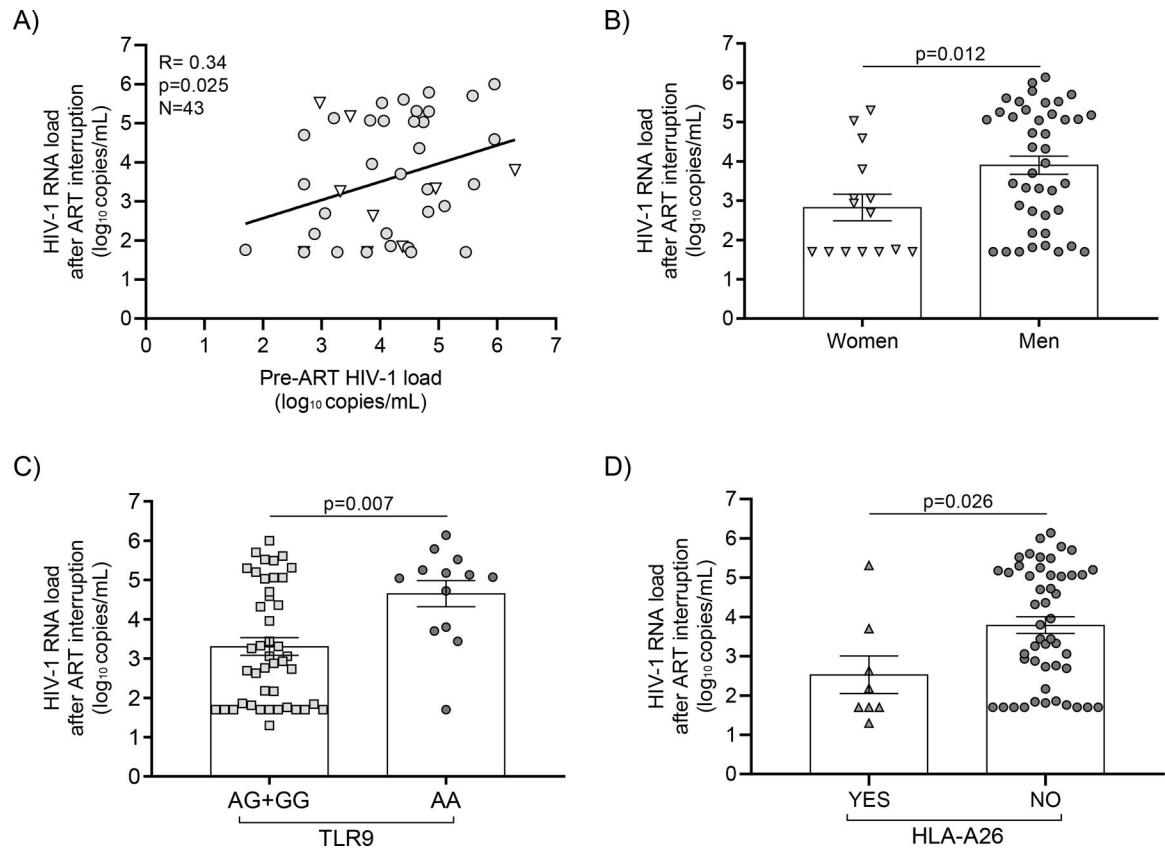 A)
HIV-1 RNA load
after ART interruption
(log₁₀ copies/mL)
7
6
5
4
3
2
1
0
R= 0.34
p=0.025
N=43
0 1 2 3 4 5 6 7
Pre-ART HIV-1 load
(log₁₀ copies/mL)
B)
HIV-1 RNA load
after ART interruption
(log₁₀ copies/mL)
7
6
5
4
3
2
1
0
p=0.012
Women Men
C)
HIV-1 RNA load
after ART interruption
(log₁₀ copies/mL)
7
6
5
4
3
2
1
0
p=0.007
AG+GG AA
TLR9
D)
HIV-1 RNA load
after ART interruption
(log₁₀ copies/mL)
7
6
5
4
3
2
1
0
p=0.026
YES NO
HLA-A26